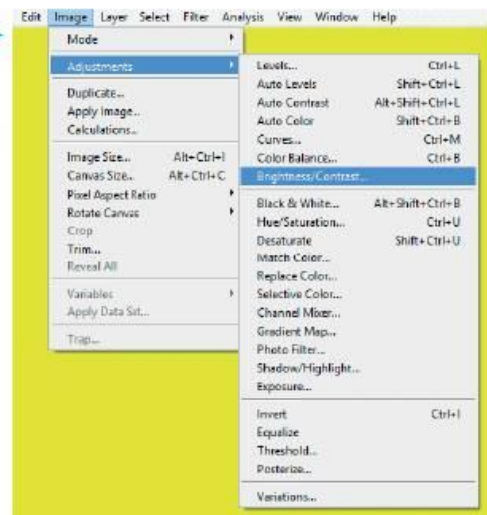 Edit Image Layer Select Filter Analysis View Window Help
Mode
Adjustments
Duplicate...
Apply Image...
Calculations...
Image Size... Alt+Ctrl+I
Canvas Size... Alt+Ctrl+C
Pixel Aspect Ratio
Rotate Canvas
Crop
Trim...
Reveal All
Variables
Apply Data Set...
Trap...
Levels... Ctrl+L
Auto Levels Shift+Ctrl+L
Auto Contrast Alt+Shift+Ctrl+L
Auto Color Shift+Ctrl+B
Curves... Ctrl+M
Color Balance... Ctrl+B
Brightness/Contrast...
Black & White... Alt+Shift+Ctrl+B
Hue/Saturation... Ctrl+U
Desaturate Shift+Ctrl+U
Match Color...
Replace Color...
Selective Color...
Channel Mixer...
Gradient Map...
Photo Filter...
Shadow/Highlight...
Exposure...
Invert Ctrl+I
Equalize
Threshold...
Posterize...
Variations...